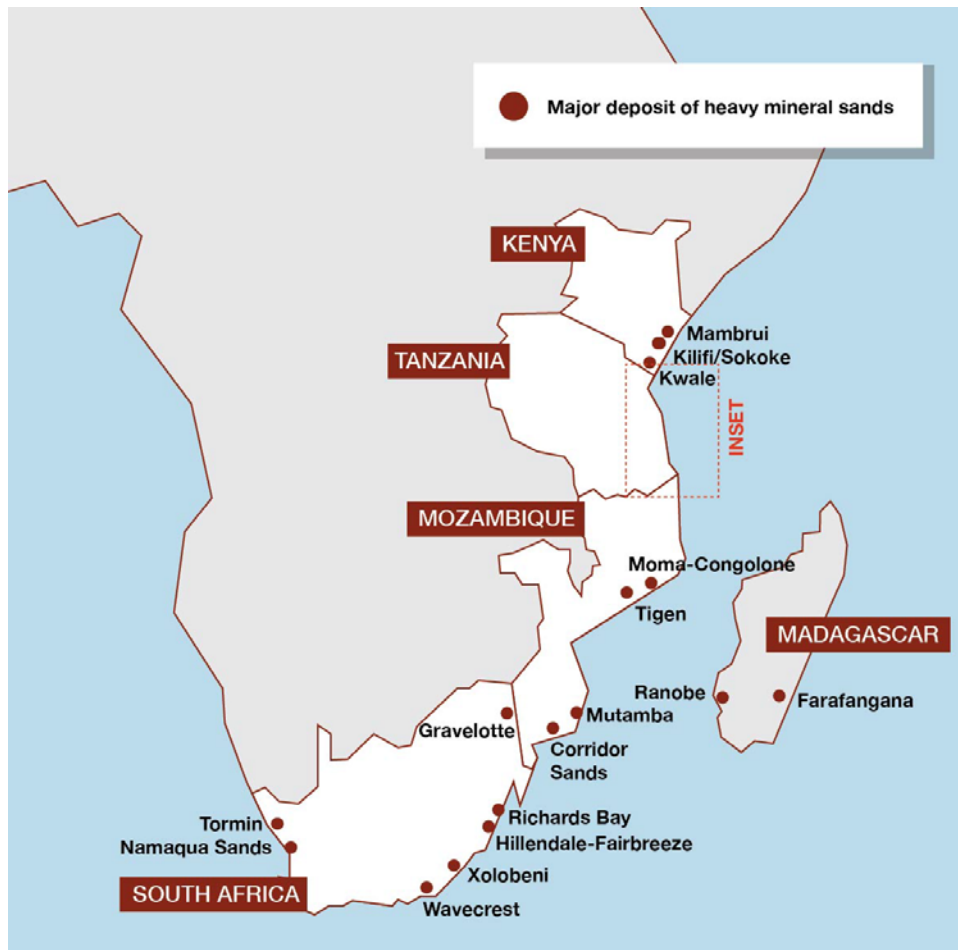 Major deposit of heavy mineral sands
KENYA
Mambrui
TANZANIA
Kilifi/Sokoke
Kwale
INSET
MOZAMBIQUE
Moma-Congolone
Tigen
MADAGASCAR
Ranobe
Farafangana
Mutamba
Gravelotte
Corridor
Sands
Richards Bay
Tormin
Hillendale-Fairbreeze
Namaqua Sands
Xolobeni
SOUTH AFRICA
Wavecrest